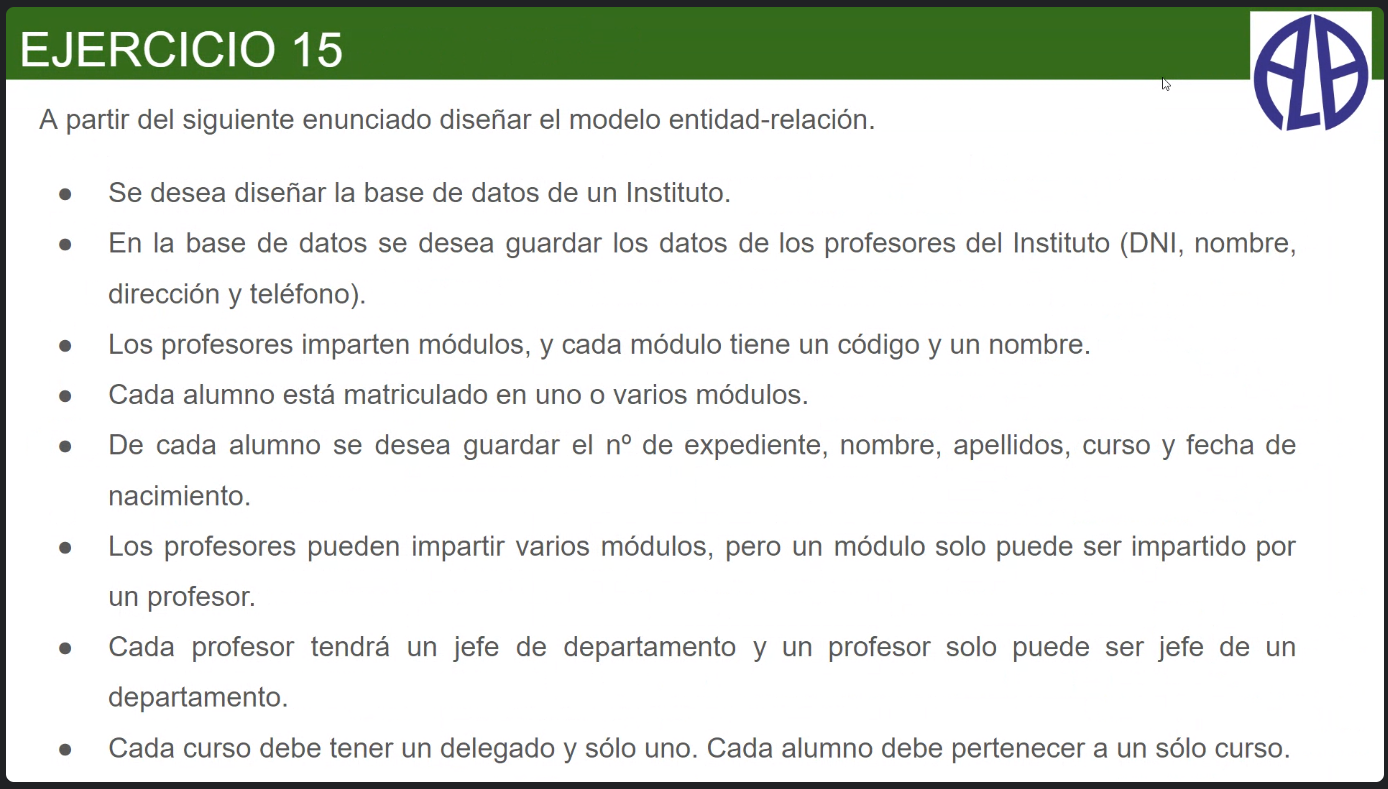 EJERCICIO 15
A partir del siguiente enunciado diseñar el modelo entidad-relación.
● Se desea diseñar la base de datos de un Instituto.
● En la base de datos se desea guardar los datos de los profesores del Instituto (DNI, nombre,
dirección y teléfono).
● Los profesores imparten módulos, y cada módulo tiene un código y un nombre.
● Cada alumno está matriculado en uno o varios módulos.
● De cada alumno se desea guardar el nº de expediente, nombre, apellidos, curso y fecha de
nacimiento.
● Los profesores pueden impartir varios módulos, pero un módulo solo puede ser impartido por
un profesor.
● Cada profesor tendrá un jefe de departamento y un profesor solo puede ser jefe de un
departamento.
● Cada curso debe tener un delegado y sólo uno. Cada alumno debe pertenecer a un sólo curso.